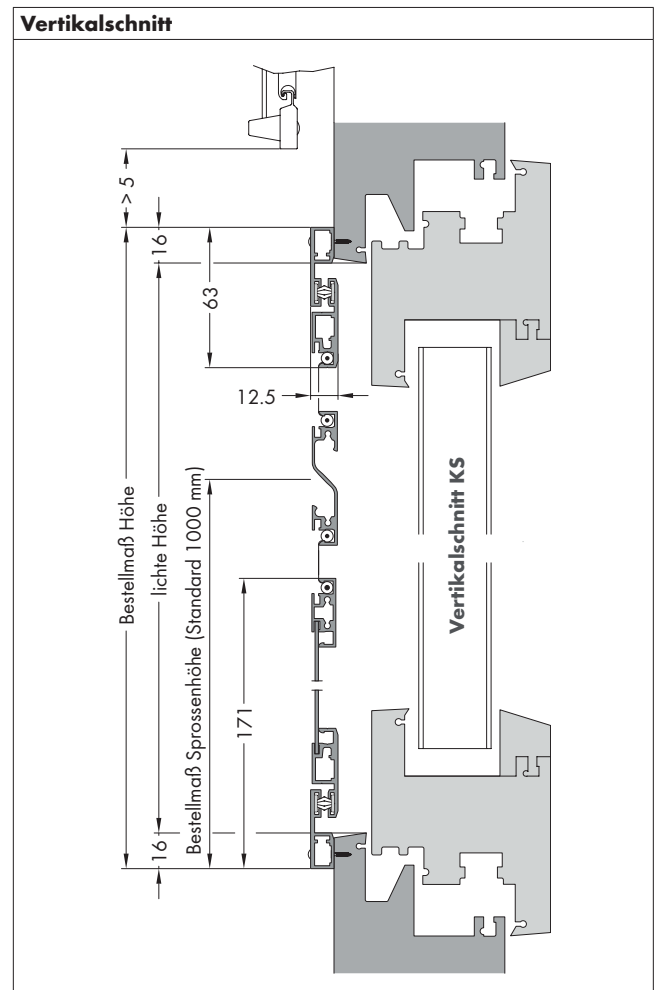 Vertikalschnitt
> 5
16
63
12.5
Bestellmaß Höhe
lichte Höhe
Bestellmaß Sprossenhöhe (Standard 1000 mm)
171
16
Vertikalschnitt KS